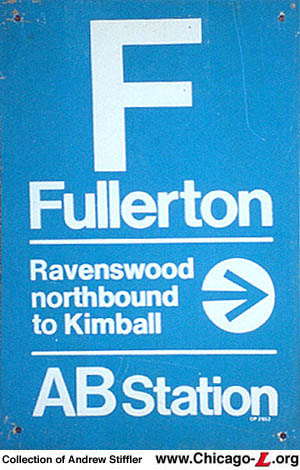 F
Fullerton
Ravenswood
northbound
to Kimball
AB Station
Collection of Andrew Stiffler www.Chicago-L.org